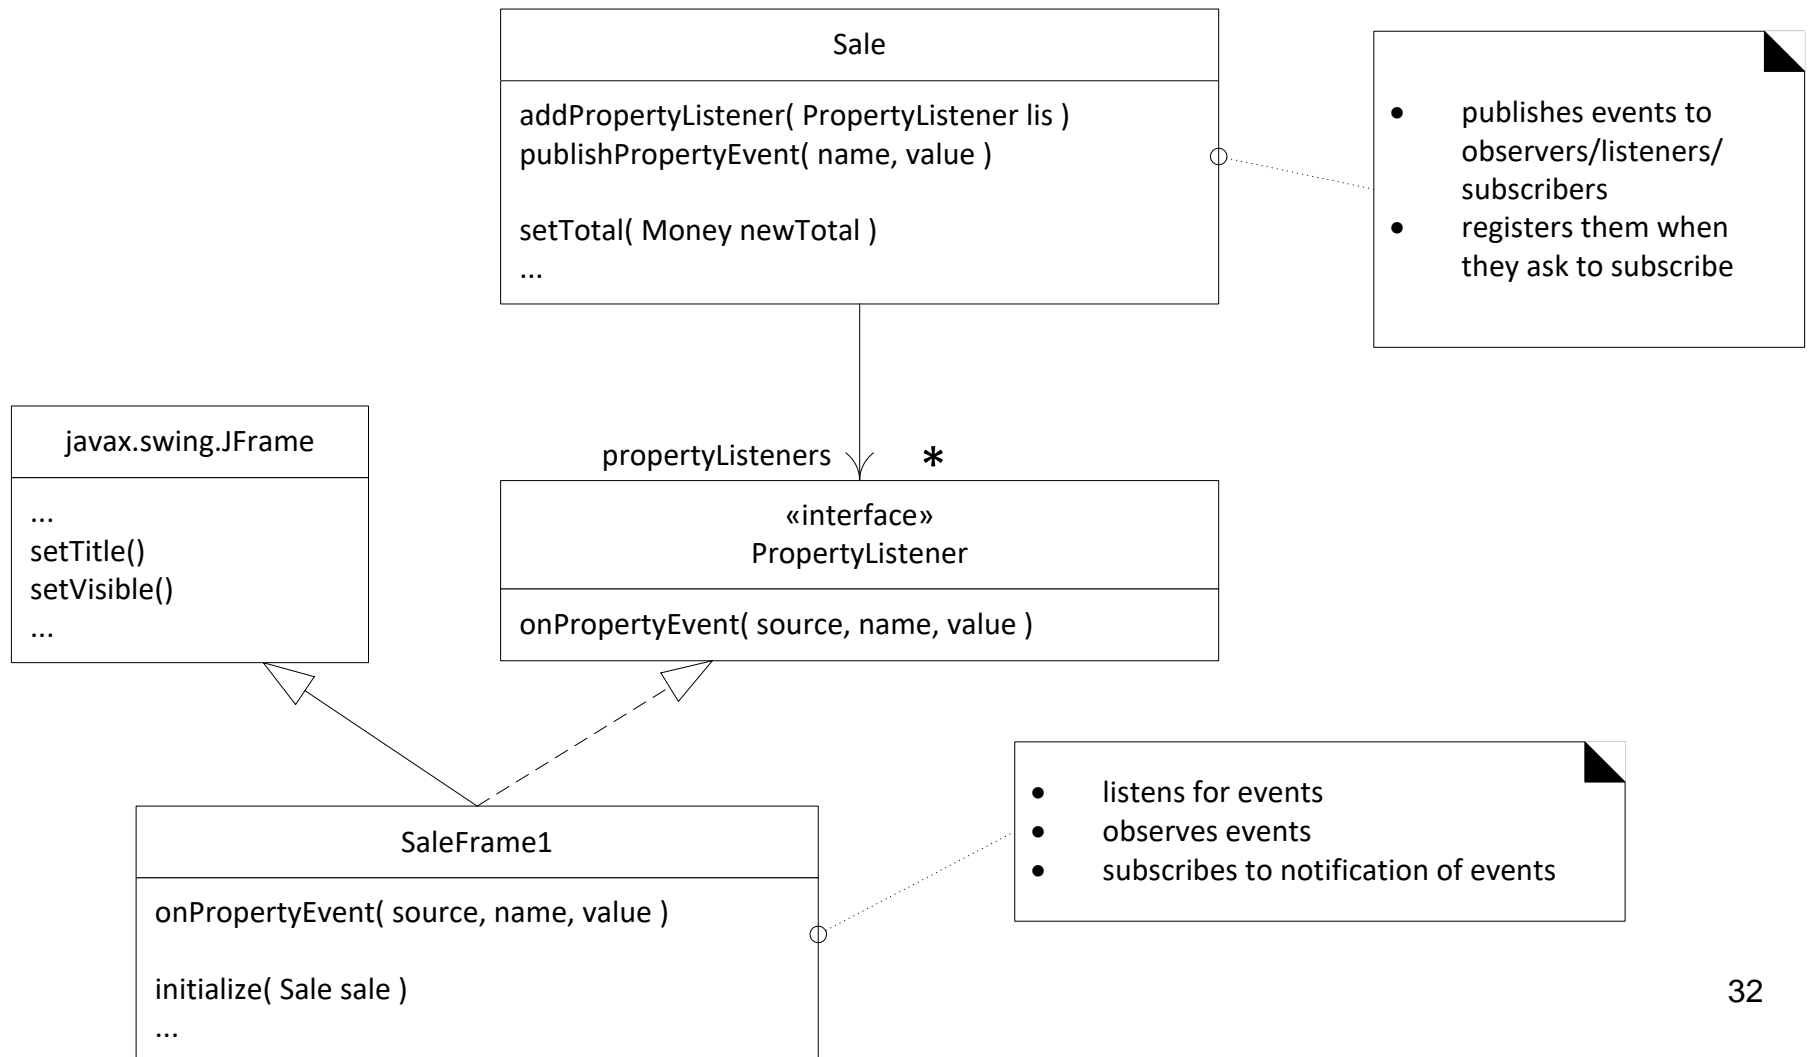 Sale
addPropertyListener( PropertyListener lis )
publishPropertyEvent( name, value )
setTotal( Money newTotal )
...
• publishes events to
observers/listeners/
subscribers
• registers them when
they ask to subscribe
javax.swing.JFrame
...
setTitle()
setVisible()
...
propertyListeners *
«interface»
PropertyListener
onPropertyEvent( source, name, value )
SaleFrame1
onPropertyEvent( source, name, value )
initialize( Sale sale )
...
• listens for events
• observes events
• subscribes to notification of events
32